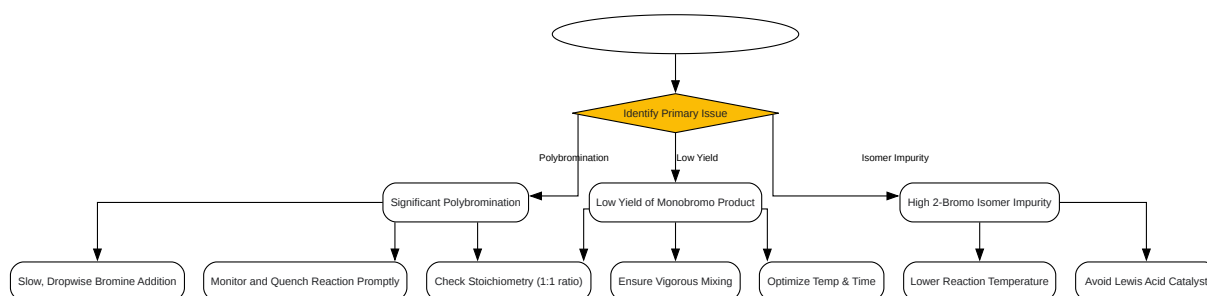 Identify Primary Issue
Polybromination
Low Yield
Isomer Impurity
Significant Polybromination
Low Yield of Monobromo Product
High 2-Bromo Isomer Impurity
Slow, Dropwise Bromine Addition
Monitor and Quench Reaction Promptly
Check Stoichiometry (1:1 ratio)
Ensure Vigorous Mixing
Optimize Temp & Time
Lower Reaction Temperature
Avoid Lewis Acid Catalyst